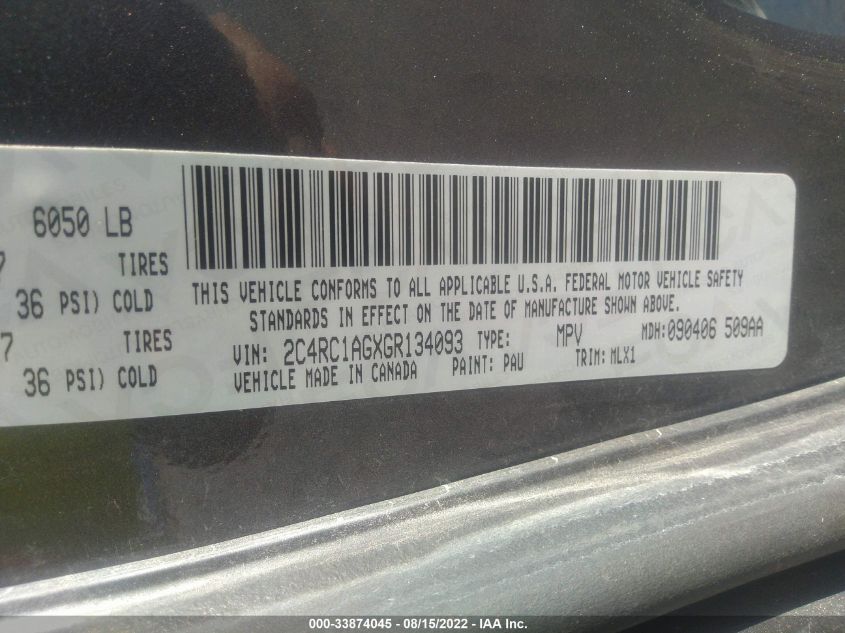 6050 LB
7 TIRES
36 PSI) COLD
7 TIRES
36 PSI) COLD
THIS VEHICLE CONFORMS TO ALL APPLICABLE U.S.A. FEDERAL MOTOR VEHICLE SAFETY
STANDARDS IN EFFECT ON THE DATE OF MANUFACTURE SHOWN ABOVE.
VIN: 2C4RC1AGXGR134093 TYPE: MPV MDH: 090406 509AA
VEHICLE MADE IN CANADA PAINT: PAU TRIM: MLX1
000-33874045 - 08/15/2022 - IAA Inc.